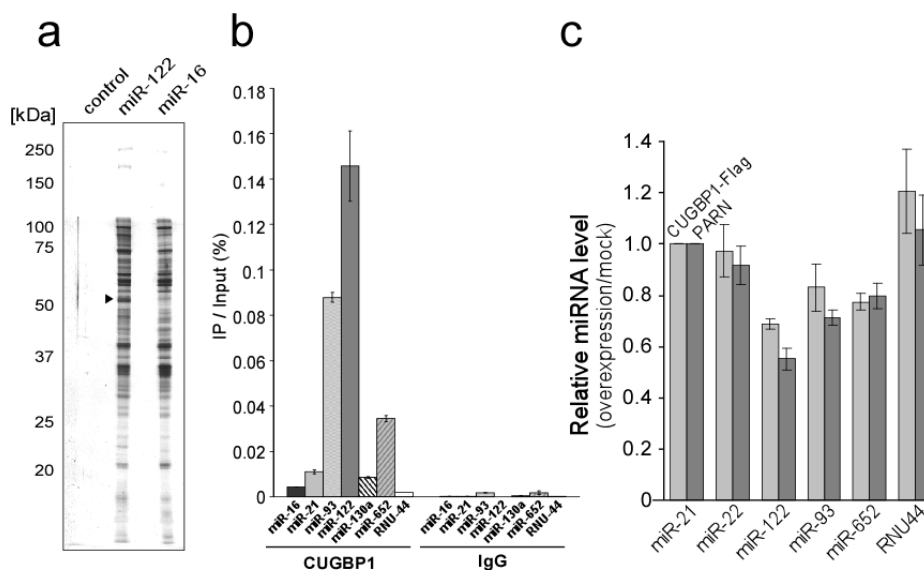 a
control
miR-122
miR-16
[kDa]
250
150
100
75
50
37
25
20
b
IP / Input (%)
0.18
0.16
0.14
0.12
0.1
0.08
0.06
0.04
0.02
0
miR-16
miR-21
miR-93
miR-122
miR-130a
miR-652
RNU-44
miR-16
miR-21
miR-93
miR-122
miR-130a
miR-652
RNU-44
CUGBP1
IgG
c
Relative miRNA level
(overexpression/mock)
1.4
1.2
1.0
0.8
0.6
0.4
0.2
0
CUGBP1-Flag
PARN
miR-21
miR-22
miR-122
miR-93
miR-652
RNU44